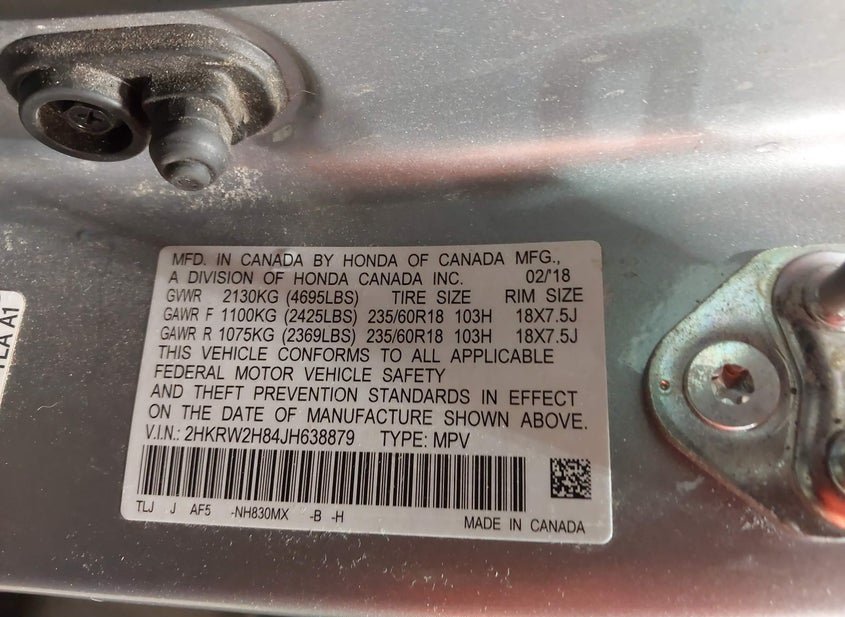 MFD. IN CANADA BY HONDA OF CANADA MFG.,
A DIVISION OF HONDA CANADA INC. 02/'18
GVWR 2130KG (4695LBS) TIRE SIZE RIM SIZE
GAWR F 1100KG (2425LBS) 235/60R18 103H 18X7.5J
GAWR R 1075KG (2369LBS) 235/60R18 103H 18X7.5J
THIS VEHICLE CONFORMS TO ALL APPLICABLE
FEDERAL MOTOR VEHICLE SAFETY
AND THEFT PREVENTION STANDARDS IN EFFECT
ON THE DATE OF MANUFACTURE SHOWN ABOVE.
V.I.N.: 2HKRW2H84JH638879 TYPE: MPV
TLJ J AF5 -NH830MX -B -H MADE IN CANADA
TLA A1